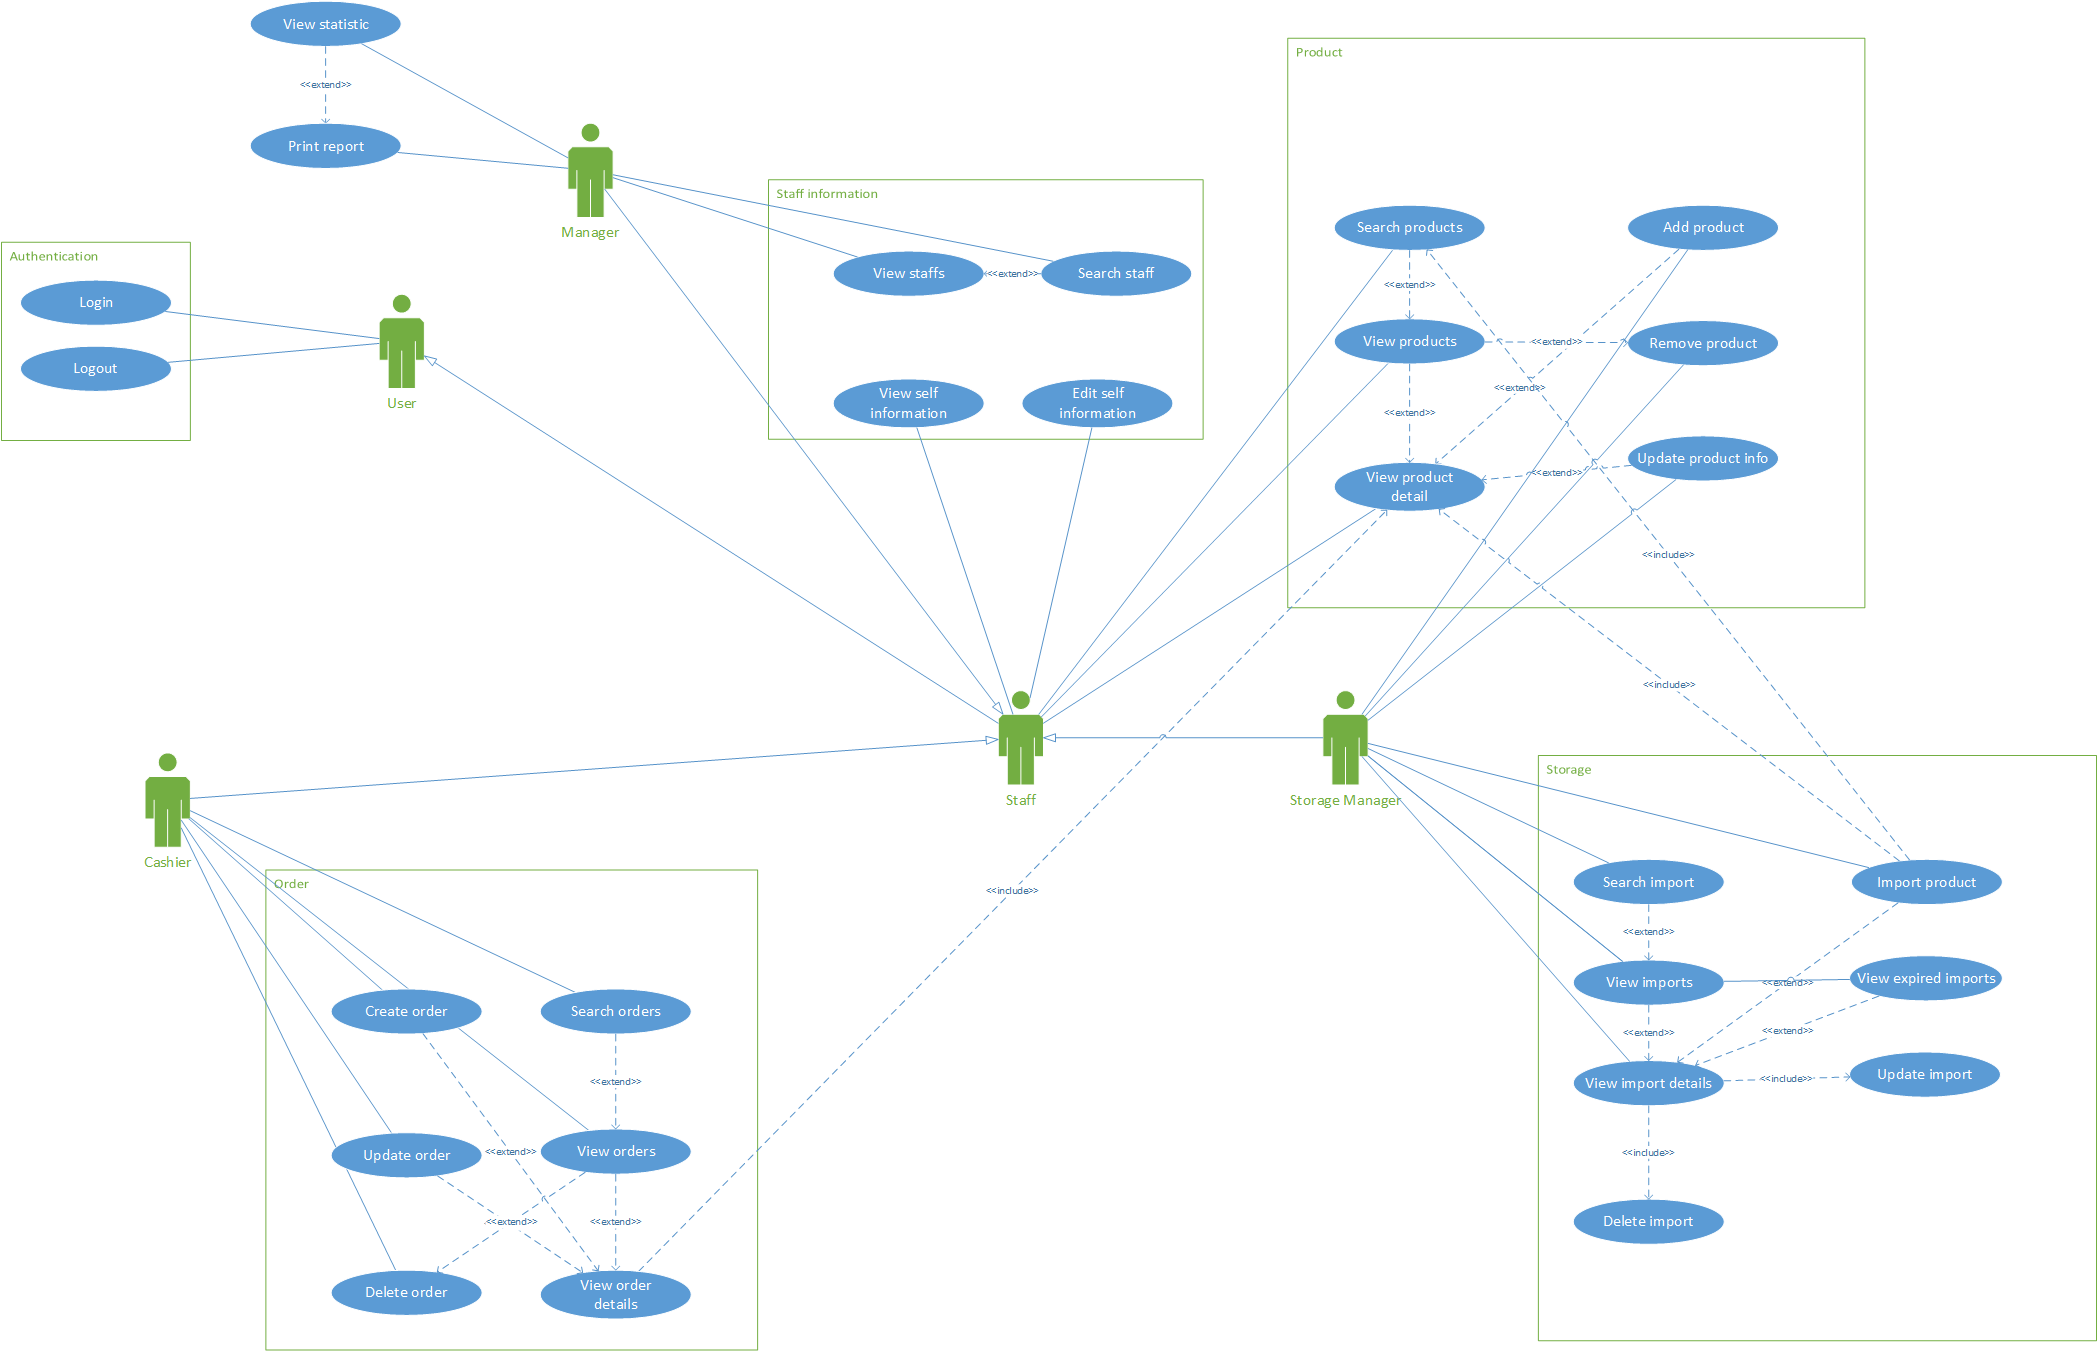 View statistic
<<extend>>
Print report
Manager
Authentication
Login
Logout
User
Staff information
View staffs
<<extend>>
Search staff
View self
information
Edit self
information
Product
Search products
Add product
<<extend>>
View products
<<extend>>
Remove product
<<extend>>
<<extend>>
View product
detail
<<extend>>
Update product info
<<include>>
<<include>>
Staff
Storage Manager
Cashier
<<include>>
Order
Create order
Search orders
<<extend>>
Update order
<<extend>>
View orders
<<extend>>
<<extend>>
Delete order
View order
details
Storage
Search import
Import product
<<extend>>
View imports
<<extend>>
View expired imports
<<extend>>
<<extend>>
View import details
<<include>>
Update import
<<include>>
Delete import